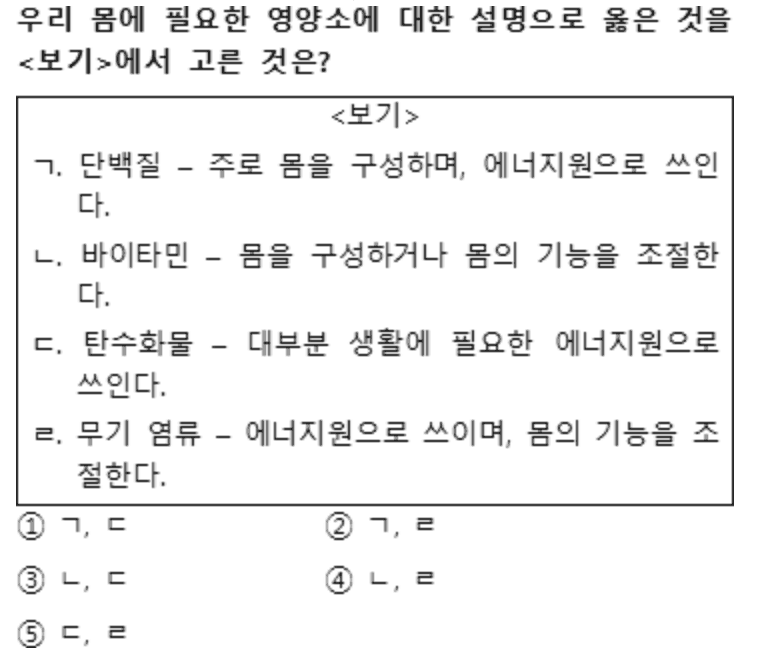 우리 몸에 필요한 영양소에 대한 설명으로 옳은 것을
<보기>에서 고른 것은?
<보기>
ㄱ. 단백질 – 주로 몸을 구성하며, 에너지원으로 쓰인
다.
ㄴ. 바이타민 – 몸을 구성하거나 몸의 기능을 조절한
다.
ㄷ. 탄수화물 – 대부분 생활에 필요한 에너지원으로
쓰인다.
ㄹ. 무기 염류 – 에너지원으로 쓰이며, 몸의 기능을 조
절한다.
① ㄱ, ㄷ ② ㄱ, ㄹ
③ ㄴ, ㄷ ④ ㄴ, ㄹ
⑤ ㄷ, ㄹ